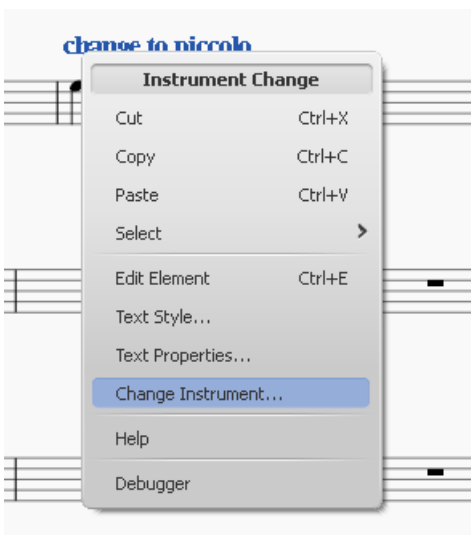 change to piccolo
Instrument Change
Cut Ctrl+X
Copy Ctrl+C
Paste Ctrl+V
Select
Edit Element Ctrl+E
Text Style...
Text Properties...
Change Instrument...
Help
Debugger